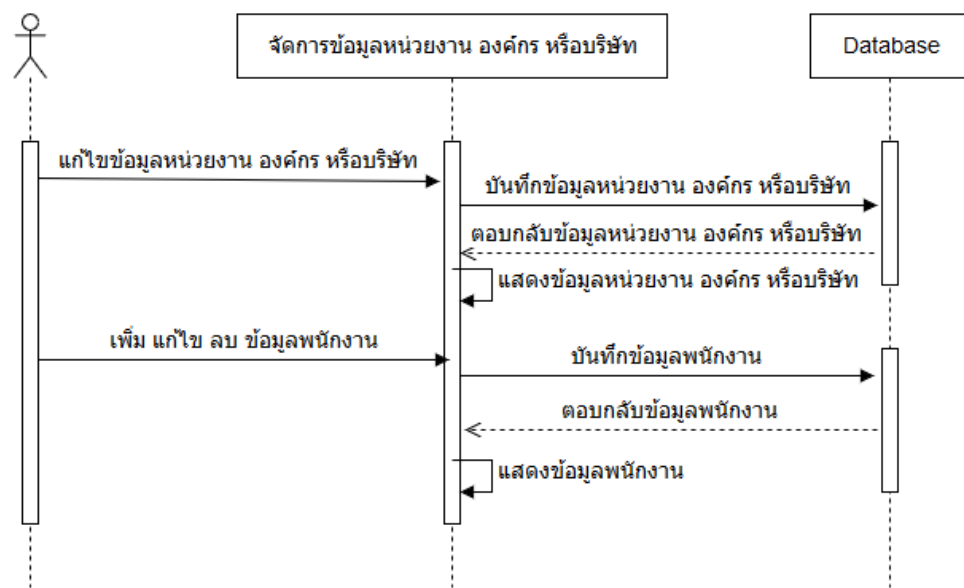 จัดการข้อมูลหน่วยงาน องค์กร หรือบริษัท
Database
แก้ไขข้อมูลหน่วยงาน องค์กร หรือบริษัท
บันทึกข้อมูลหน่วยงาน องค์กร หรือบริษัท
ตอบกลับข้อมูลหน่วยงาน องค์กร หรือบริษัท
แสดงข้อมูลหน่วยงาน องค์กร หรือบริษัท
เพิ่ม แก้ไข ลบ ข้อมูลพนักงาน
บันทึกข้อมูลพนักงาน
ตอบกลับข้อมูลพนักงาน
แสดงข้อมูลพนักงาน